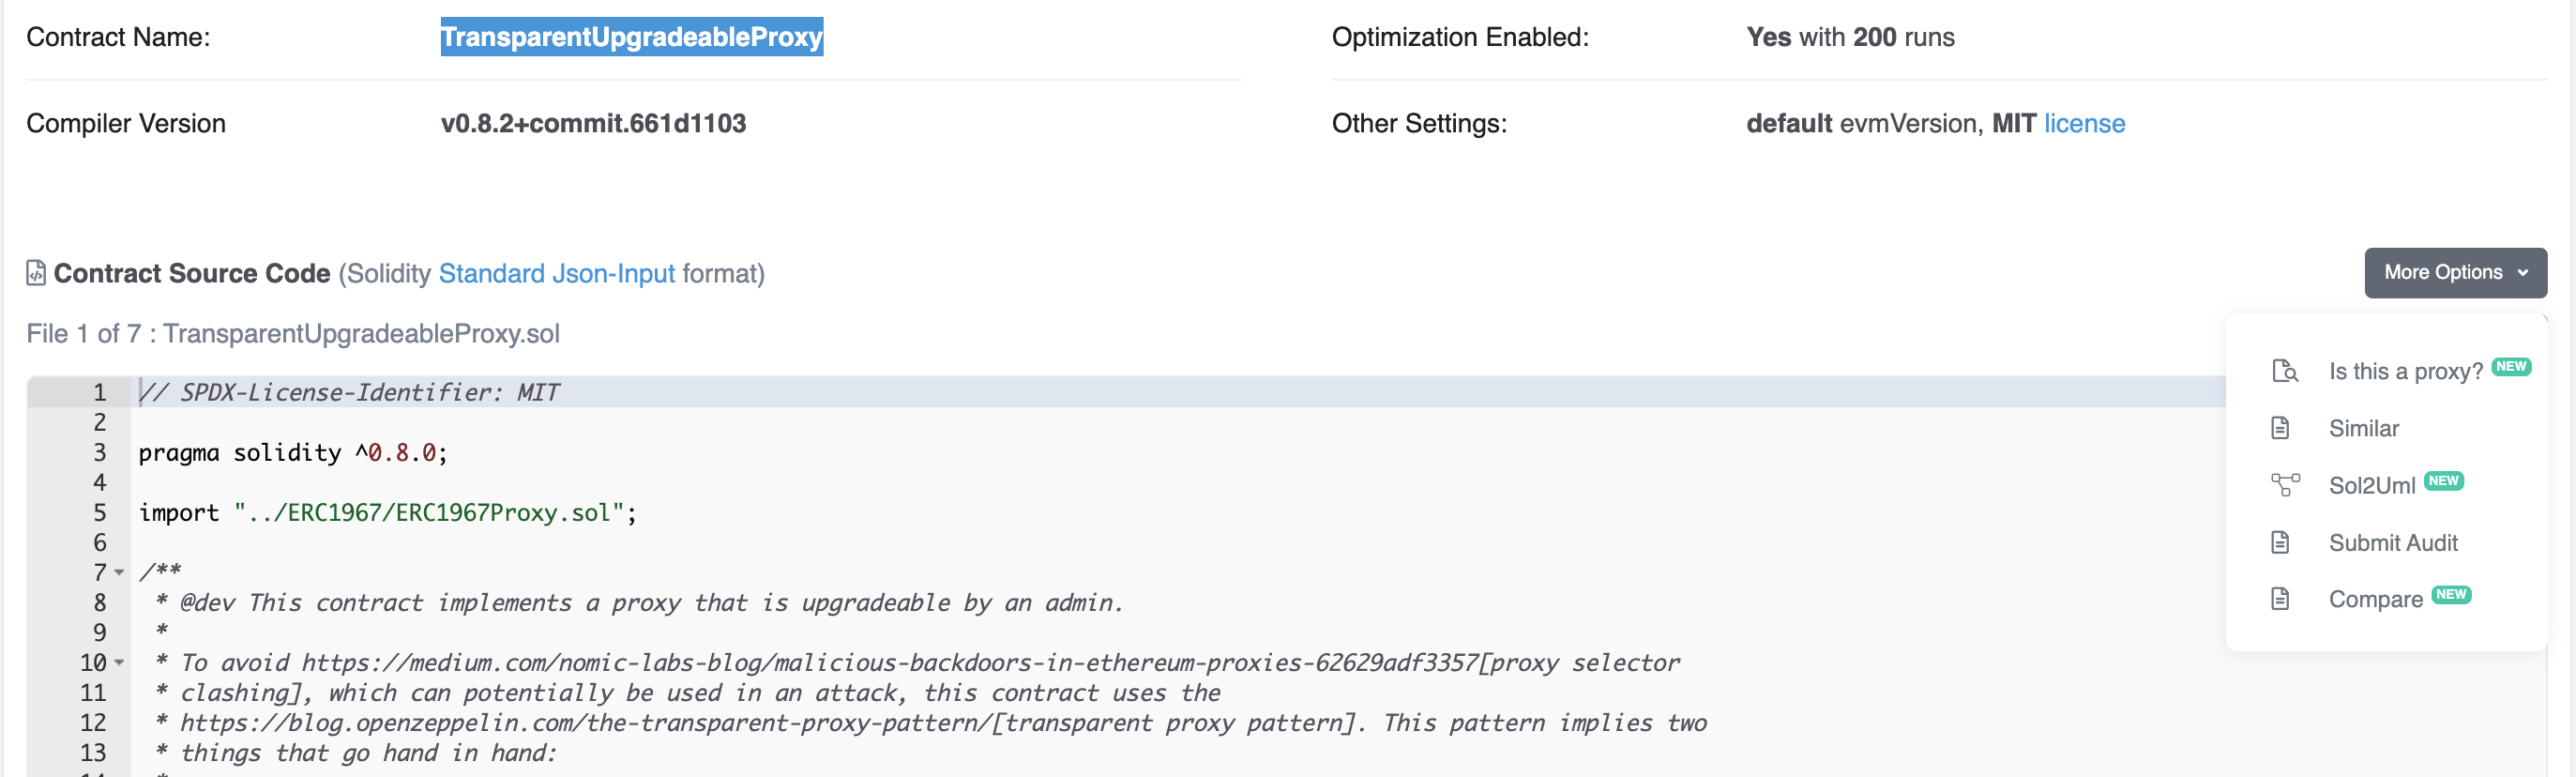 Contract Name: TransparentUpgradeableProxy Optimization Enabled: Yes with 200 runs
Compiler Version v0.8.2+commit.661d1103 Other Settings: default evmVersion, MIT license
Contract Source Code (Solidity Standard Json-Input format)
More Options
File 1 of 7 : TransparentUpgradeableProxy.sol
1 // SPDX-License-Identifier: MIT
2
3 pragma solidity ^0.8.0;
4
5 import "../ERC1967/ERC1967Proxy.sol";
6
7 /**
8 * @dev This contract implements a proxy that is upgradeable by an admin.
9 *
10 * To avoid https://medium.com/nomic-labs-blog/malicious-backdoors-in-ethereum-proxies-62629adf3357[proxy selector
11 * clashing], which can potentially be used in an attack, this contract uses the
12 * https://blog.openzeppelin.com/the-transparent-proxy-pattern/[transparent proxy pattern]. This pattern implies two
13 * things that go hand in hand:
Is this a proxy? NEW
Similar
Sol2Uml NEW
Submit Audit
Compare NEW